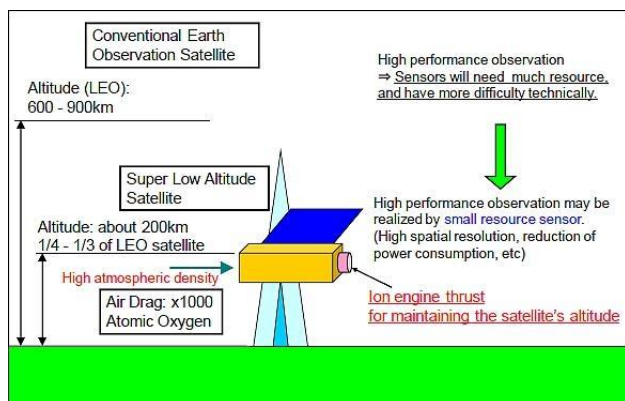 Conventional Earth
Observation Satellite
Altitude (LEO):
600 - 900km
High performance observation
⇒ Sensors will need much resource,
and have more difficulty technically.
Super Low Altitude
Satellite
Altitude: about 200km
1/4 - 1/3 of LEO satellite
High performance observation may be
realized by small resource sensor.
(High spatial resolution, reduction of
power consumption, etc)
High atmospheric density
Air Drag: x1000
Atomic Oxygen
Ion engine thrust
for maintaining the satellite's altitude